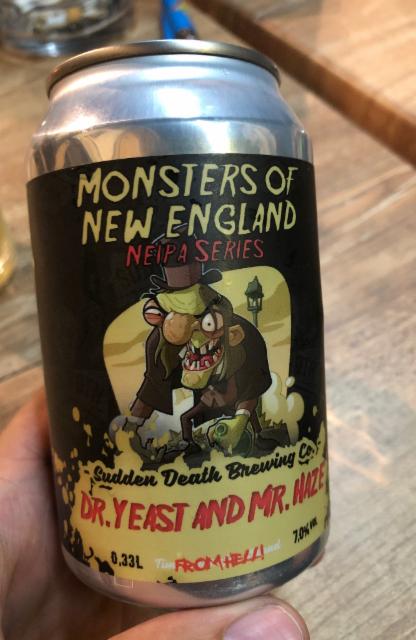 MONSTERS OF
NEW ENGLAND
NEIPA SERIES
- Sudden Death Brewing Co. -
DR. YEAST AND MR. HAZE
0,33L FROM HELL! 7,0% VOL